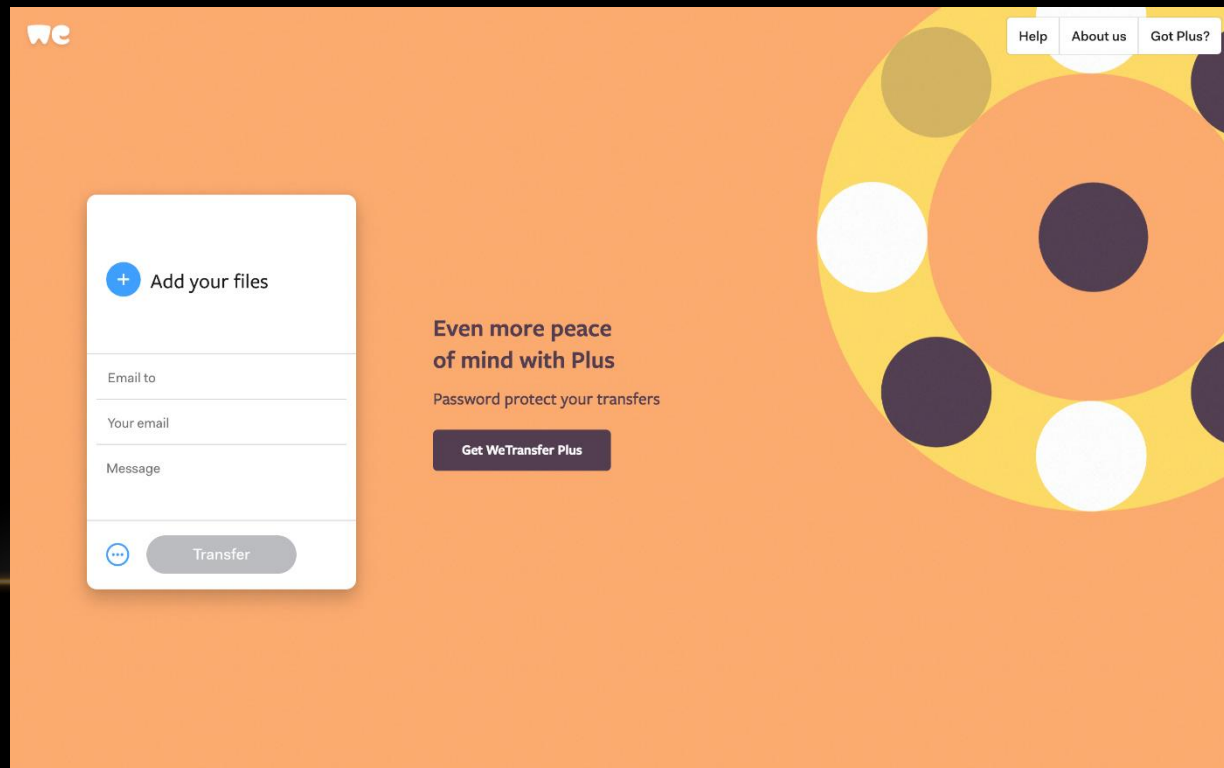 we
Help
About us
Got Plus?
Add your files
Email to
Your email
Message
Transfer
Even more peace
of mind with Plus
Password protect your transfers
Get WeTransfer Plus